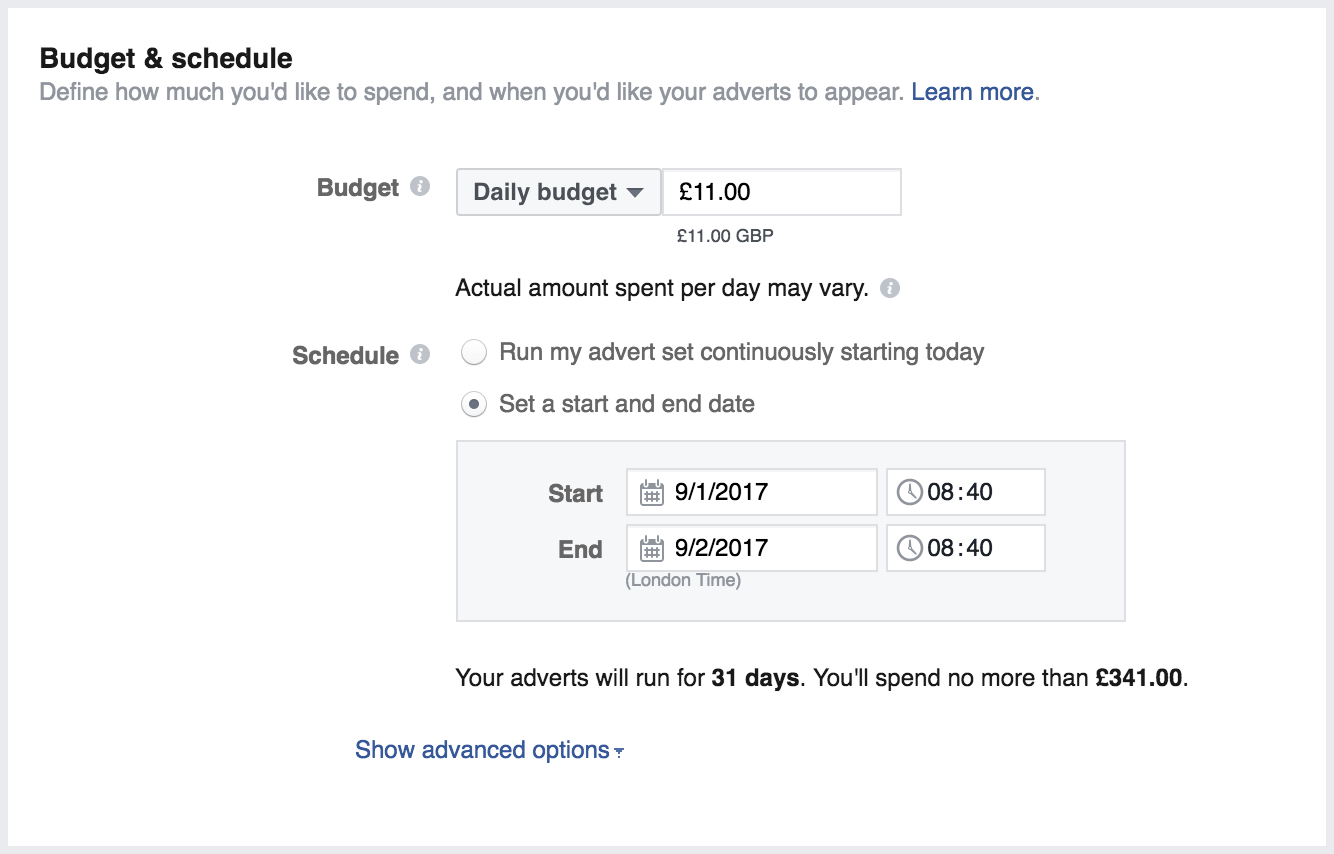 Budget & schedule
Define how much you'd like to spend, and when you'd like your adverts to appear. Learn more.
Budget
Daily budget £11.00
£11.00 GBP
Actual amount spent per day may vary.
Schedule
Run my advert set continuously starting today
Set a start and end date
Start 9/1/2017 08:40
End 9/2/2017 08:40
(London Time)
Your adverts will run for 31 days. You'll spend no more than £341.00.
Show advanced options